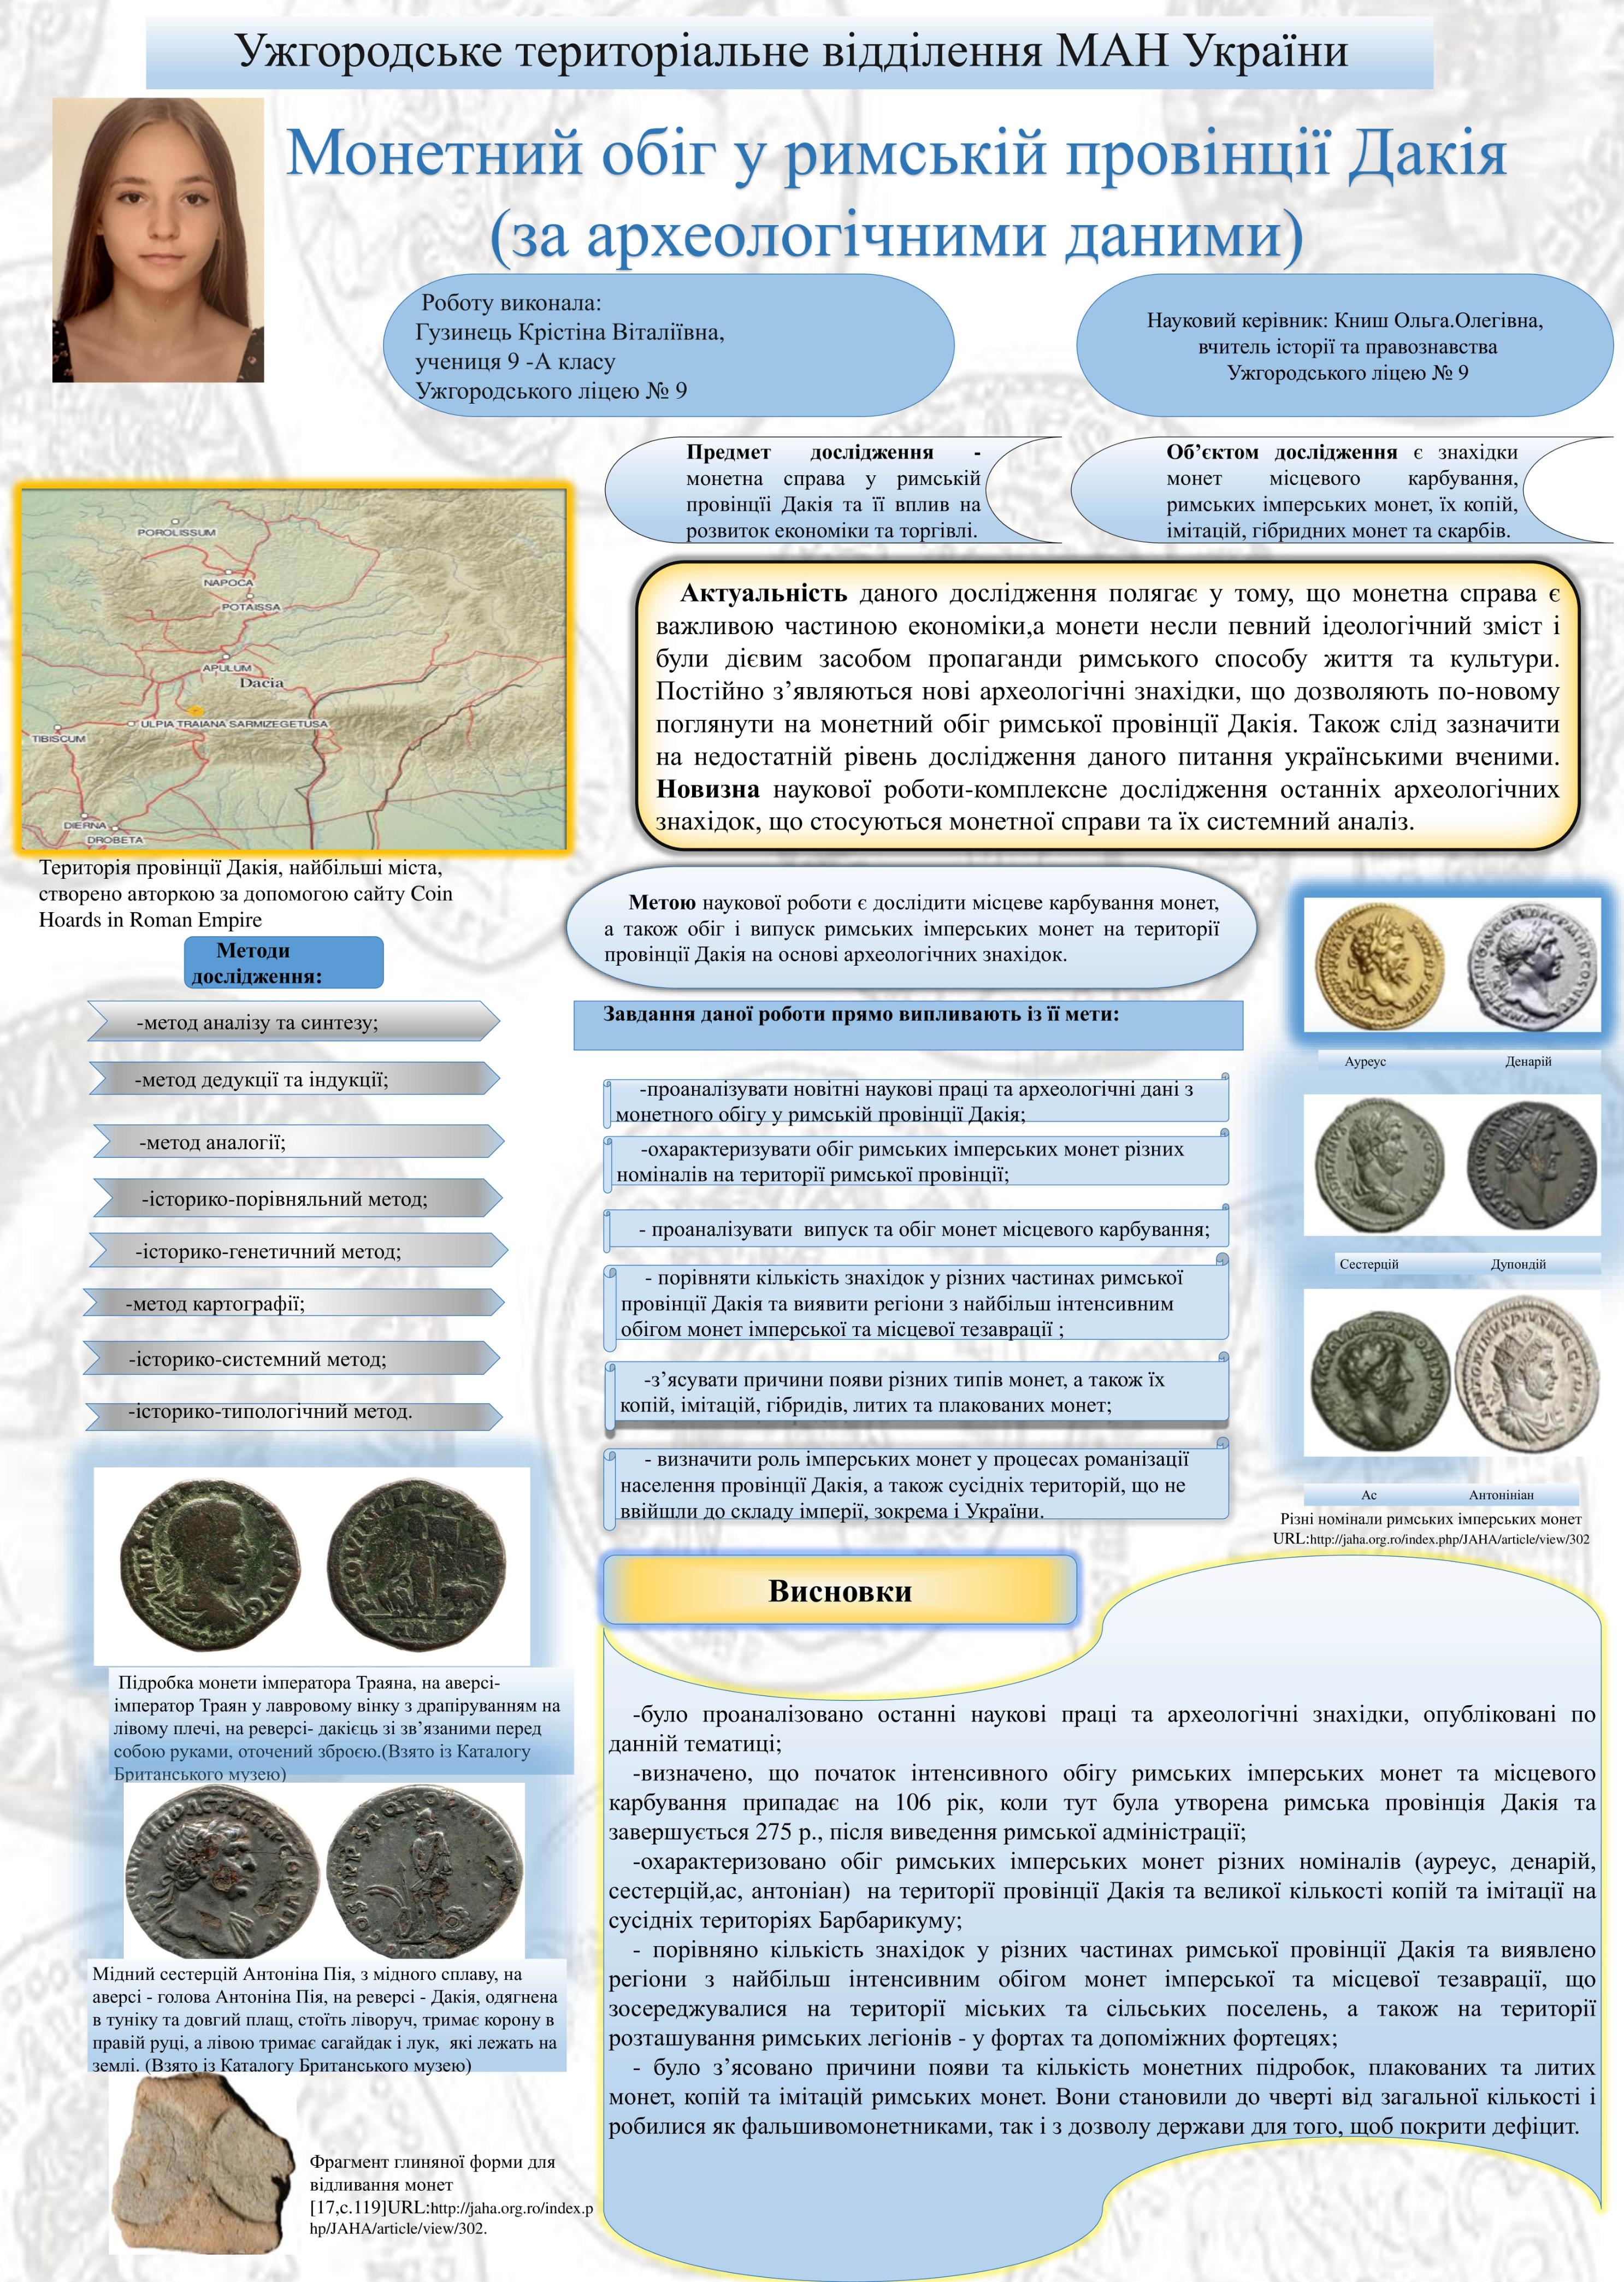 Ужгородське територіальне відділення МАН України
Монетний обіг у римській провінції Дакія
(за археологічними даними)
Роботу виконала:
Гузинець Крістіна Віталіївна,
учениця 9 -А класу
Ужгородського ліцею № 9
Науковий керівник: Книш Ольга.Олегівна,
вчитель історії та правознавства
Ужгородського ліцею № 9
Предмет дослідження -
монетна справа у римській
провінції Дакія та її вплив на
розвиток економіки та торгівлі.
Об’єктом дослідження є знахідки
монет місцевого карбування,
римських імперських монет, їх копій,
імітацій, гібридних монет та скарбів.
POROLISSUM
NAPOCA
POTAISSA
APULUM
Dacia
ULPIA TRAIANA SARMIZEGETUSA
TIBISCUM
DIERNA
DROBETA
Територія провінції Дакія, найбільші міста,
створено авторкою за допомогою сайту Coin
Hoards in Roman Empire
Актуальність даного дослідження полягає у тому, що монетна справа є
важливою частиною економіки,а монети несли певний ідеологічний зміст і
були дієвим засобом пропаганди римського способу життя та культури.
Постійно з’являються нові археологічні знахідки, що дозволяють по-новому
поглянути на монетний обіг римської провінції Дакія. Також слід зазначити
на недостатній рівень дослідження даного питання українськими вченими.
Новизна наукової роботи-комплексне дослідження останніх археологічних
знахідок, що стосуються монетної справи та їх системний аналіз.
Методи
дослідження:
-метод аналізу та синтезу;
-метод дедукції та індукції;
-метод аналогії;
-історико-порівняльний метод;
-історико-генетичний метод;
-метод картографії;
-історико-системний метод;
-історико-типологічний метод.
Метою наукової роботи є дослідити місцеве карбування монет,
а також обіг і випуск римських імперських монет на території
провінції Дакія на основі археологічних знахідок.
Завдання даної роботи прямо випливають із її мети:
-проаналізувати новітні наукові праці та археологічні дані з
монетного обігу у римській провінції Дакія;
-охарактеризувати обіг римських імперських монет різних
номіналів на території римської провінції;
- проаналізувати випуск та обіг монет місцевого карбування;
- порівняти кількість знахідок у різних частинах римської
провінції Дакія та виявити регіони з найбільш інтенсивним
обігом монет імперської та місцевої тезаврації ;
-з’ясувати причини появи різних типів монет, а також їх
копій, імітацій, гібридів, литих та плакованих монет;
- визначити роль імперських монет у процесах романізації
населення провінції Дакія, а також сусідніх територій, що не
ввійшли до складу імперії, зокрема і України.
Ауреус Денарій
Сестерцій Дупондій
Ас Антонініан
Різні номінали римських імперських монет
URL:http://jaha.org.ro/index.php/JAHA/article/view/302
Підробка монети імператора Траяна, на аверсі-
імператор Траян у лавровому вінку з драпіруванням на
лівому плечі, на реверсі- дакієць зі зв’язаними перед
собою руками, оточений зброєю.(Взято із Каталогу
Британського музею)
Мідний сестерцій Антоніна Пія, з мідного сплаву, на
аверсі - голова Антоніна Пія, на реверсі - Дакія, одягнена
в туніку та довгий плащ, стоїть ліворуч, тримає корону в
правій руці, а лівою тримає сагайдак і лук, які лежать на
землі. (Взято із Каталогу Британського музею)
Фрагмент глиняної форми для
відливання монет
[17,с.119]URL:http://jaha.org.ro/index.p
hp/JAHA/article/view/302.
Висновки
-було проаналізовано останні наукові праці та археологічні знахідки, опубліковані по
данній тематиці;
-визначено, що початок інтенсивного обігу римських імперських монет та місцевого
карбування припадає на 106 рік, коли тут була утворена римська провінція Дакія та
завершується 275 р., після виведення римської адміністрації;
-охарактеризовано обіг римських імперських монет різних номіналів (ауреус, денарій,
сестерцій,ас, антоніан) на території провінції Дакія та великої кількості копій та імітації на
сусідніх територіях Барбарикуму;
- порівняно кількість знахідок у різних частинах римської провінції Дакія та виявлено
регіони з найбільш інтенсивним обігом монет імперської та місцевої тезаврації, що
зосереджувалися на території міських та сільських поселень, а також на території
розташування римських легіонів - у фортах та допоміжних фортецях;
- було з’ясовано причини появи та кількість монетних підробок, плакованих та литих
монет, копій та імітацій римських монет. Вони становили до чверті від загальної кількості і
робилися як фальшивомонетниками, так і з дозволу держави для того, щоб покрити дефіцит.